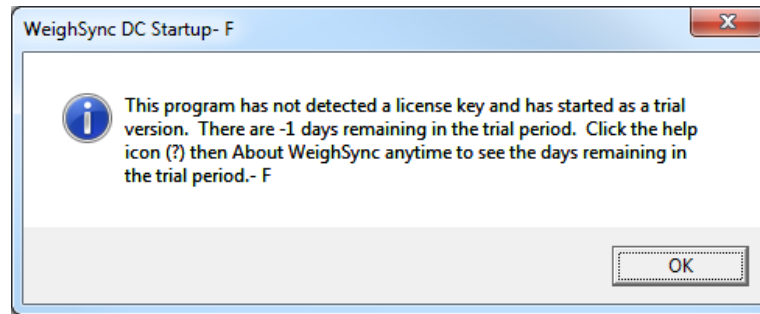 WeighSync DC Startup- F
This program has not detected a license key and has started as a trial
version.  There are -1 days remaining in the trial period.  Click the help
icon (?) then About WeighSync anytime to see the days remaining in
the trial period.- F
OK